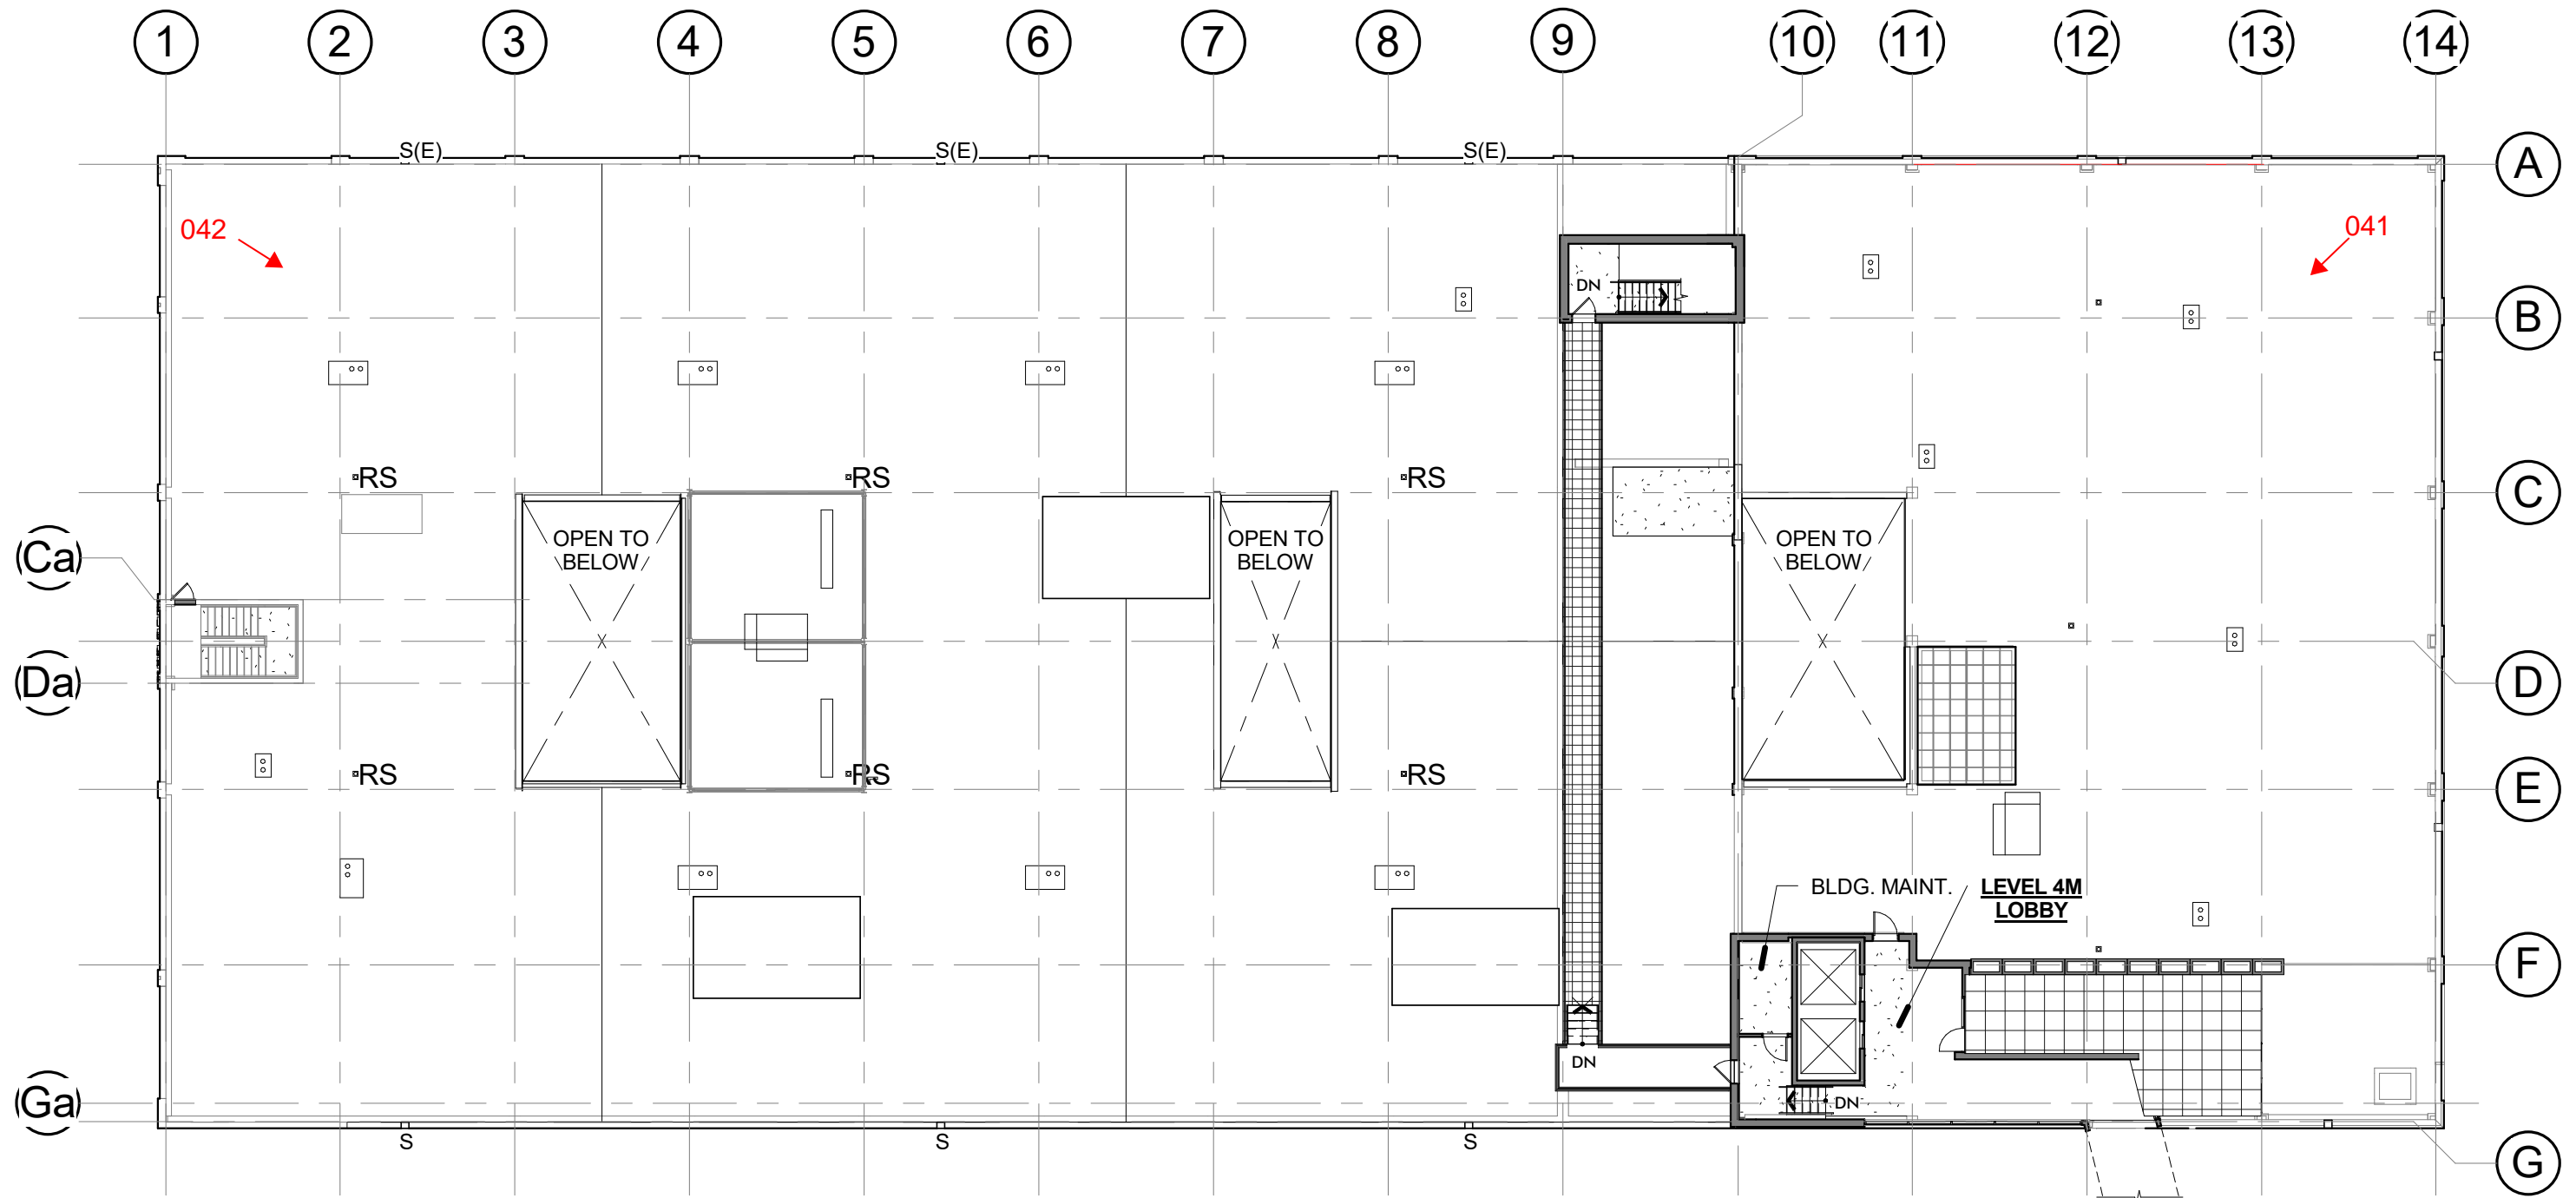 1 2 3 4 5 6 7 8 9 10 11 12 13 14
S(E) S(E) S(E)
A
042 041
DN
B
RS RS RS
C
OPEN TO
BELOW
OPEN TO
BELOW
OPEN TO
BELOW
Ca
Da D
RS RS RS
E
BLDG. MAINT.
LEVEL 4M
LOBBY
F
DN
DN
Ga
S S S
G